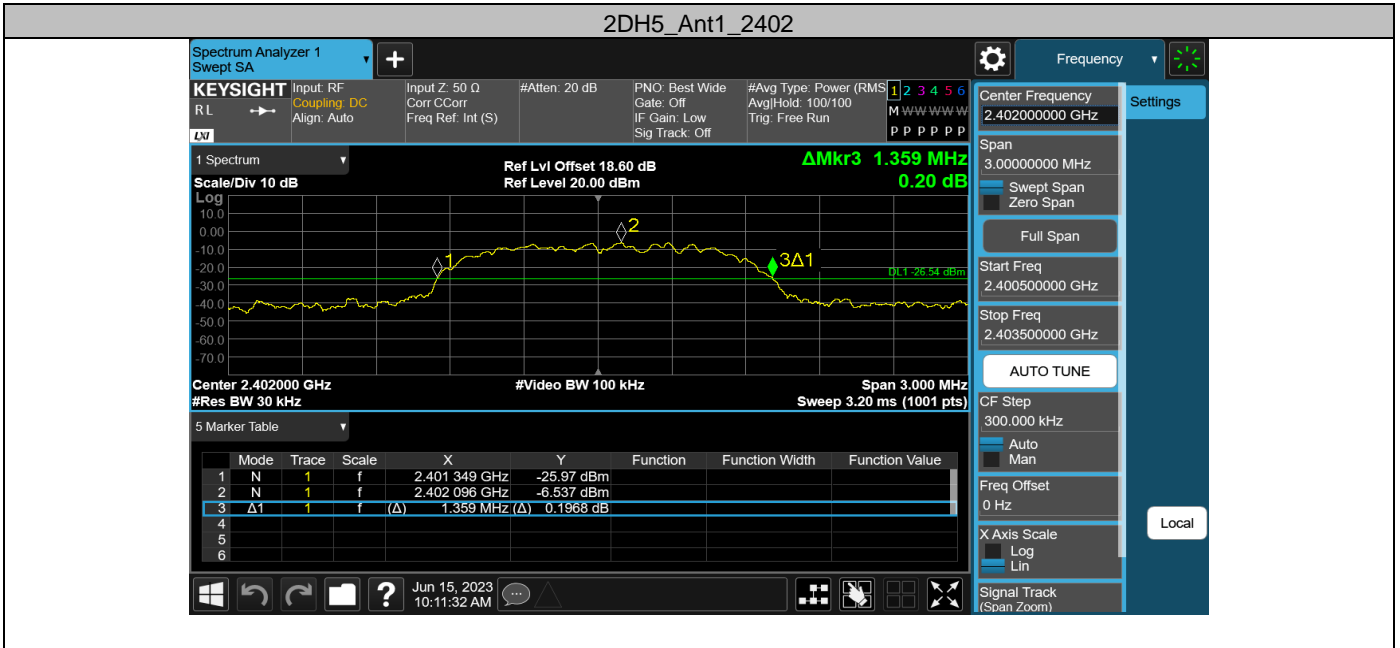 2DH5_Ant1_2402
Spectrum Analyzer 1
Swept SA
+
Frequency
KEYSIGHT
RL
LXI
Input: RF
Coupling: DC
Align: Auto
Input Z: 50 Ω
Corr CCorr
Freq Ref: Int (S)
#Atten: 20 dB
PNO: Best Wide
Gate: Off
IF Gain: Low
Sig Track: Off
#Avg Type: Power (RMS
Avg|Hold: 100/100
Trig: Free Run
1 2 3 4 5 6
M W W W W W
P P P P P P
1 Spectrum
Scale/Div 10 dB
Log
Ref Lvl Offset 18.60 dB
Ref Level 20.00 dBm
ΔMkr3 1.359 MHz
0.20 dB
10.0
0.00
-10.0
-20.0
-30.0
-40.0
-50.0
-60.0
-70.0
1
2
3Δ1
DL1 -26.54 dBm
Center 2.402000 GHz
#Video BW 100 kHz
Span 3.000 MHz
#Res BW 30 kHz
Sweep 3.20 ms (1001 pts)
5 Marker Table
Mode Trace Scale X Y Function Function Width Function Value
1 N 1 f 2.401 349 GHz -25.97 dBm
2 N 1 f 2.402 096 GHz -6.537 dBm
3 Δ1 1 f (Δ) 1.359 MHz (Δ) 0.1968 dB
4
5
6
Center Frequency
2.402000000 GHz
Settings
Span
3.00000000 MHz
Swept Span
Zero Span
Full Span
Start Freq
2.400500000 GHz
Stop Freq
2.403500000 GHz
AUTO TUNE
CF Step
300.000 kHz
Auto
Man
Freq Offset
0 Hz
X Axis Scale
Log
Lin
Local
Signal Track
(Span Zoom)
?
Jun 15, 2023
10:11:32 AM